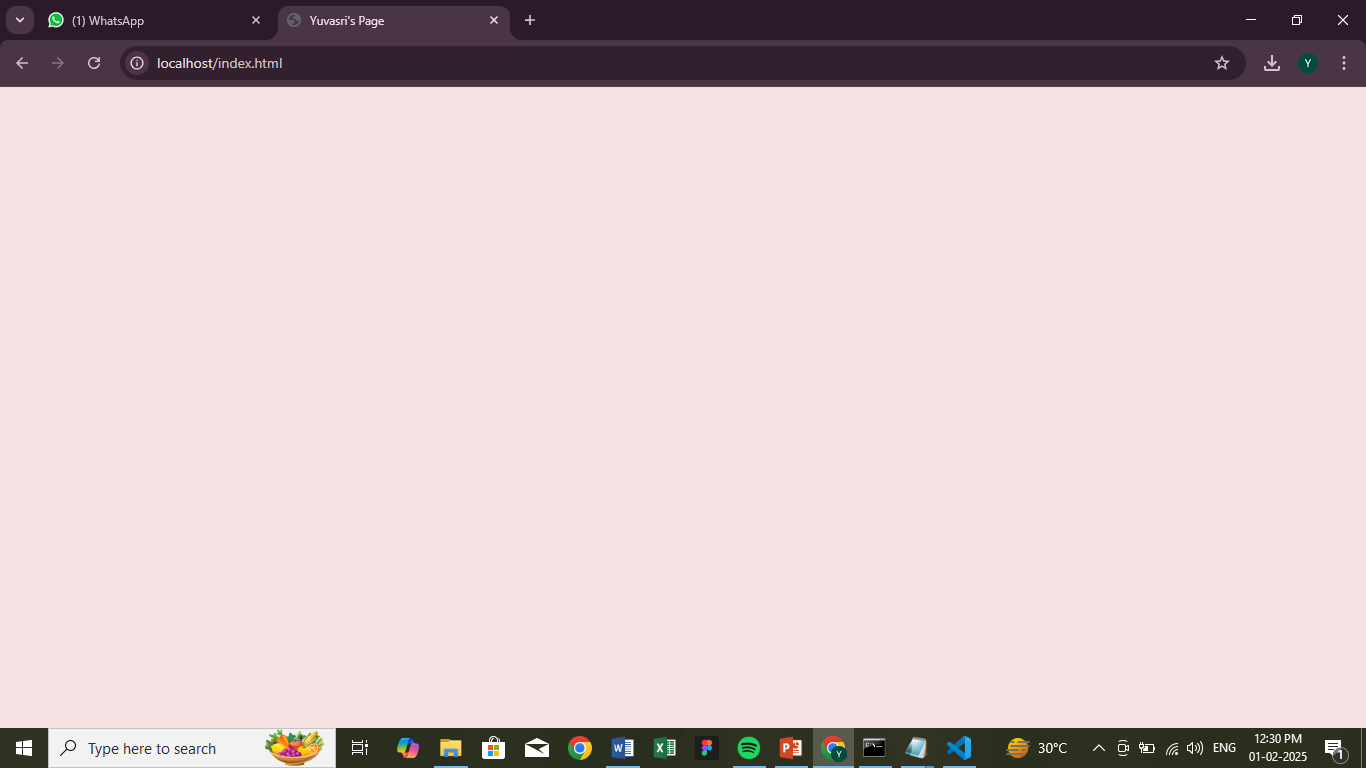 (1) WhatsApp
Yuvasri's Page
localhost/index.html
Y
Type here to search
W
X
P
Y
C:\_
30°C
ENG
12:30 PM
01-02-2025
1